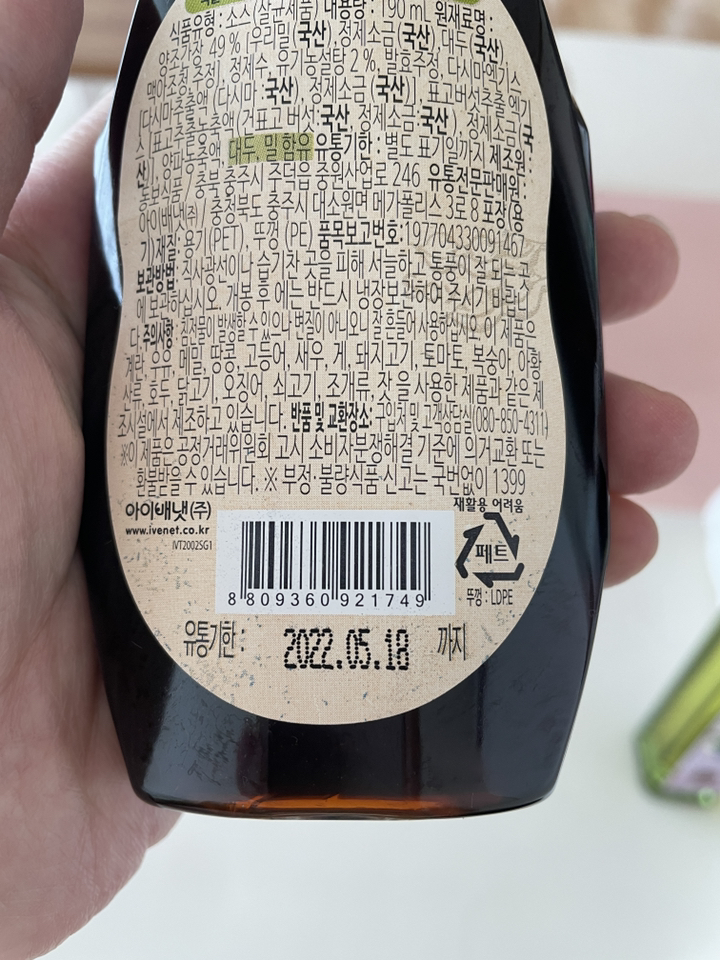 식품유형 : 소스(살균제품) 내용량 : 190 mL 원재료명 :
양조간장 49 % [우리밀(국산), 정제소금(국산), 대두(국산)
맥아조청, 주정], 정제수, 유기농설탕 2 %, 발효주정, 다시마엑기스
[다시마추출액 (다시마:국산), 정제소금(국산)], 표고버섯추출엑기
스[표고추출농축액(건표고버섯:국산, 정제소금:국산), 정제소금(국
산)], 양파농축액, 대두, 밀 함유 유통기한 : 별도 표기일까지 제조원 :
식품 / 충북 충주시 주덕읍 중원산업로 246 유통전문판매원 :
아이배냇㈜ / 충청북도 충주시 대소원면 메가폴리스 3로 8 포장(용
기)재질: 용기(PET), 뚜껑 (PE) 품목보고번호:197704330091467
보관방법: 직사광선이나 습기찬 곳을 피해 서늘하고 통풍이 잘 되는 곳
에 보관하십시오. 개봉 후에는 반드시 냉장보관하여 주시기 바랍니
다. 주의사항: 침전물이 발생할 수 있으나 변질이 아니오니 잘 흔들어 사용하십시오. 이 제품은
계란, 우유, 메밀, 땅콩, 고등어, 새우, 게, 돼지고기, 토마토, 복숭아, 아황
산류, 호두, 닭고기, 오징어, 쇠고기, 조개류, 잣을 사용한 제품과 같은 제
조시설에서 제조하고 있습니다. 반품 및 교환장소:구입처 및 고객상담실(080-850-4311)
※이 제품은 공정거래위원회 고시 소비자분쟁해결 기준에 의거 교환 또는
환불받을 수 있습니다. ※ 부정·불량식품 신고는 국번없이 1399
아이배냇(주)
www.ivenet.co.kr
IVT2002SG1
재활용 어려움
페트
뚜껑 : LDPE
8 809360 921749
유통기한 : 2022.05.18 까지